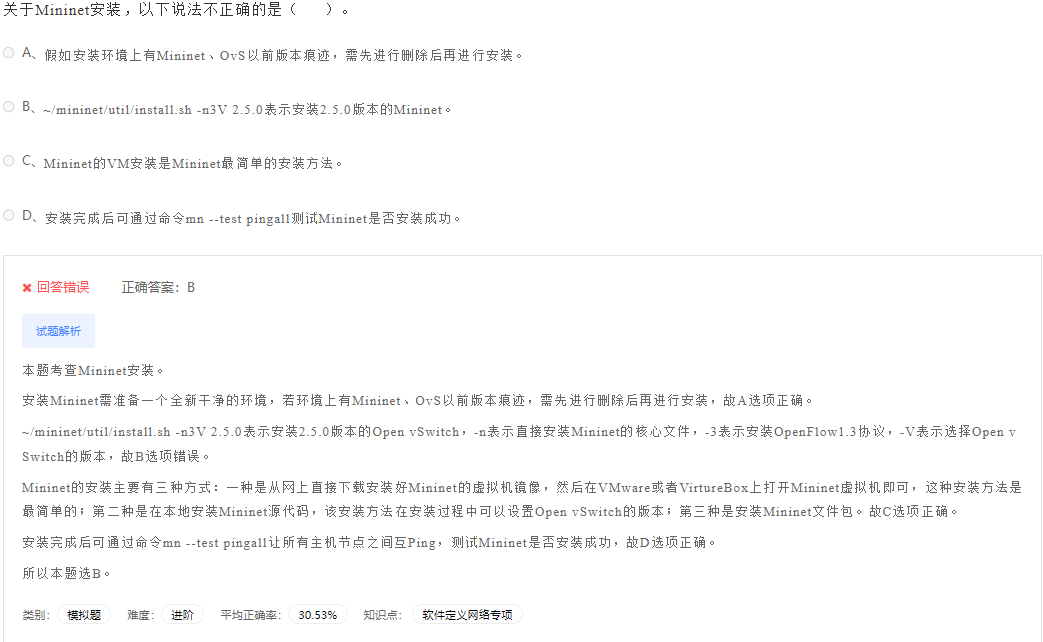 关于Mininet安装，以下说法不正确的是（　　）。
A、假如安装环境上有Mininet、OvS以前版本痕迹，需先进行删除后再进行安装。
B、~/mininet/util/install.sh -n3V 2.5.0表示安装2.5.0版本的Mininet。
C、Mininet的VM安装是Mininet最简单的安装方法。
D、安装完成后可通过命令mn --test pingall测试Mininet是否安装成功。
回答错误 正确答案：B
试题解析
本题考查Mininet安装。
安装Mininet需准备一个全新干净的环境，若环境上有Mininet、OvS以前版本痕迹，需先进行删除后再进行安装，故A选项正确。
~/mininet/util/install.sh -n3V 2.5.0表示安装2.5.0版本的Open vSwitch，-n表示直接安装Mininet的核心文件，-3表示安装OpenFlow1.3协议，-V表示选择Open v
Switch的版本，故B选项错误。
Mininet的安装主要有三种方式：一种是从网上直接下载安装好Mininet的虚拟机镜像，然后在VMware或者VirtureBox上打开Mininet虚拟机即可，这种安装方法是
最简单的；第二种是在本地安装Mininet源代码，该安装方法在安装过程中可以设置Open vSwitch的版本；第三种是安装Mininet文件包。故C选项正确。
安装完成后可通过命令mn --test pingall让所有主机节点之间互Ping，测试Mininet是否安装成功，故D选项正确。
所以本题选B。
类别： 模拟题 难度： 进阶 平均正确率： 30.53% 知识点： 软件定义网络专项